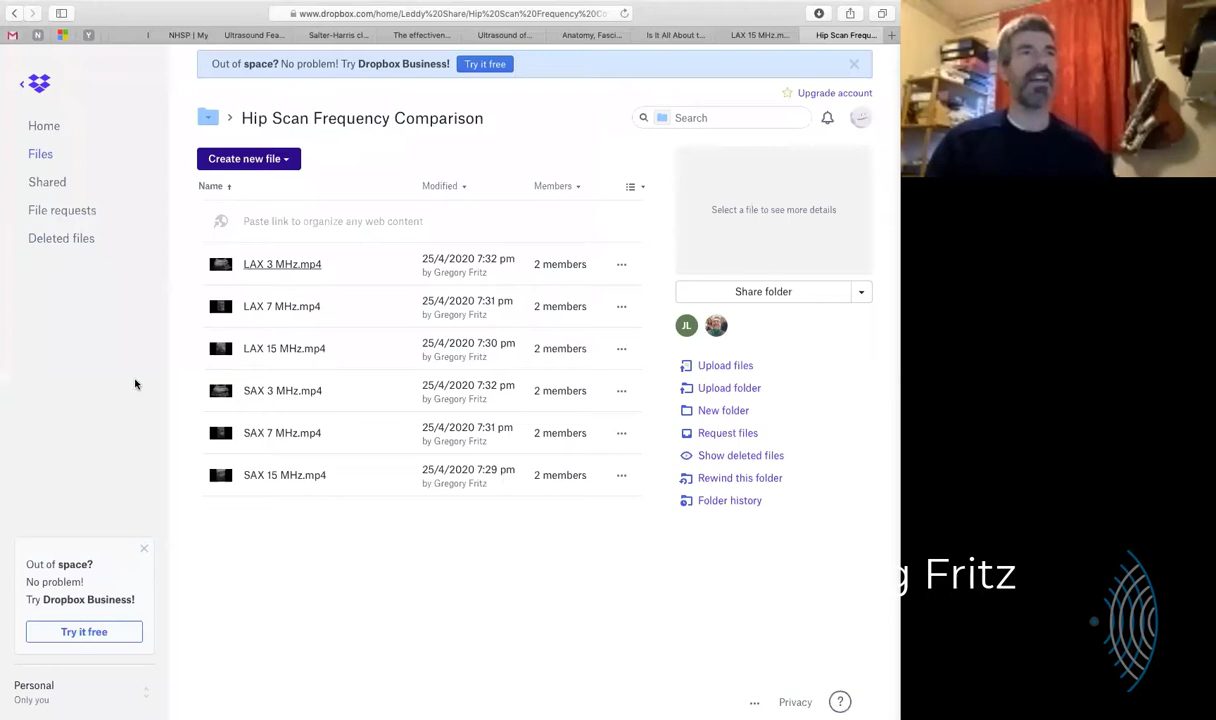 www.dropbox.com/home/Leddy%20Share/Hip%20Scan%20Frequency%20C
NHSP | My
Ultrasound Fea...
Salter-Harris cl...
The effectiven...
Ultrasound of...
Anatomy, Fasci...
Is It All About t...
LAX 15 MHz.m...
Hip Scan Frequ...
Out of space? No problem! Try Dropbox Business!
Try it free
Upgrade account
Hip Scan Frequency Comparison
Search
Home
Files
Shared
File requests
Deleted files
Create new file
Name
Modified
Members
Paste link to organize any web content
LAX 3 MHz.mp4
25/4/2020 7:32 pm
by Gregory Fritz
2 members
LAX 7 MHz.mp4
25/4/2020 7:31 pm
by Gregory Fritz
2 members
LAX 15 MHz.mp4
25/4/2020 7:30 pm
by Gregory Fritz
2 members
SAX 3 MHz.mp4
25/4/2020 7:32 pm
by Gregory Fritz
2 members
SAX 7 MHz.mp4
25/4/2020 7:31 pm
by Gregory Fritz
2 members
SAX 15 MHz.mp4
25/4/2020 7:29 pm
by Gregory Fritz
2 members
Select a file to see more details
Share folder
JL
Upload files
Upload folder
New folder
Request files
Show deleted files
Rewind this folder
Folder history
Out of space?
No problem!
Try Dropbox Business!
Try it free
Personal
Only you
Privacy
?
g Fritz